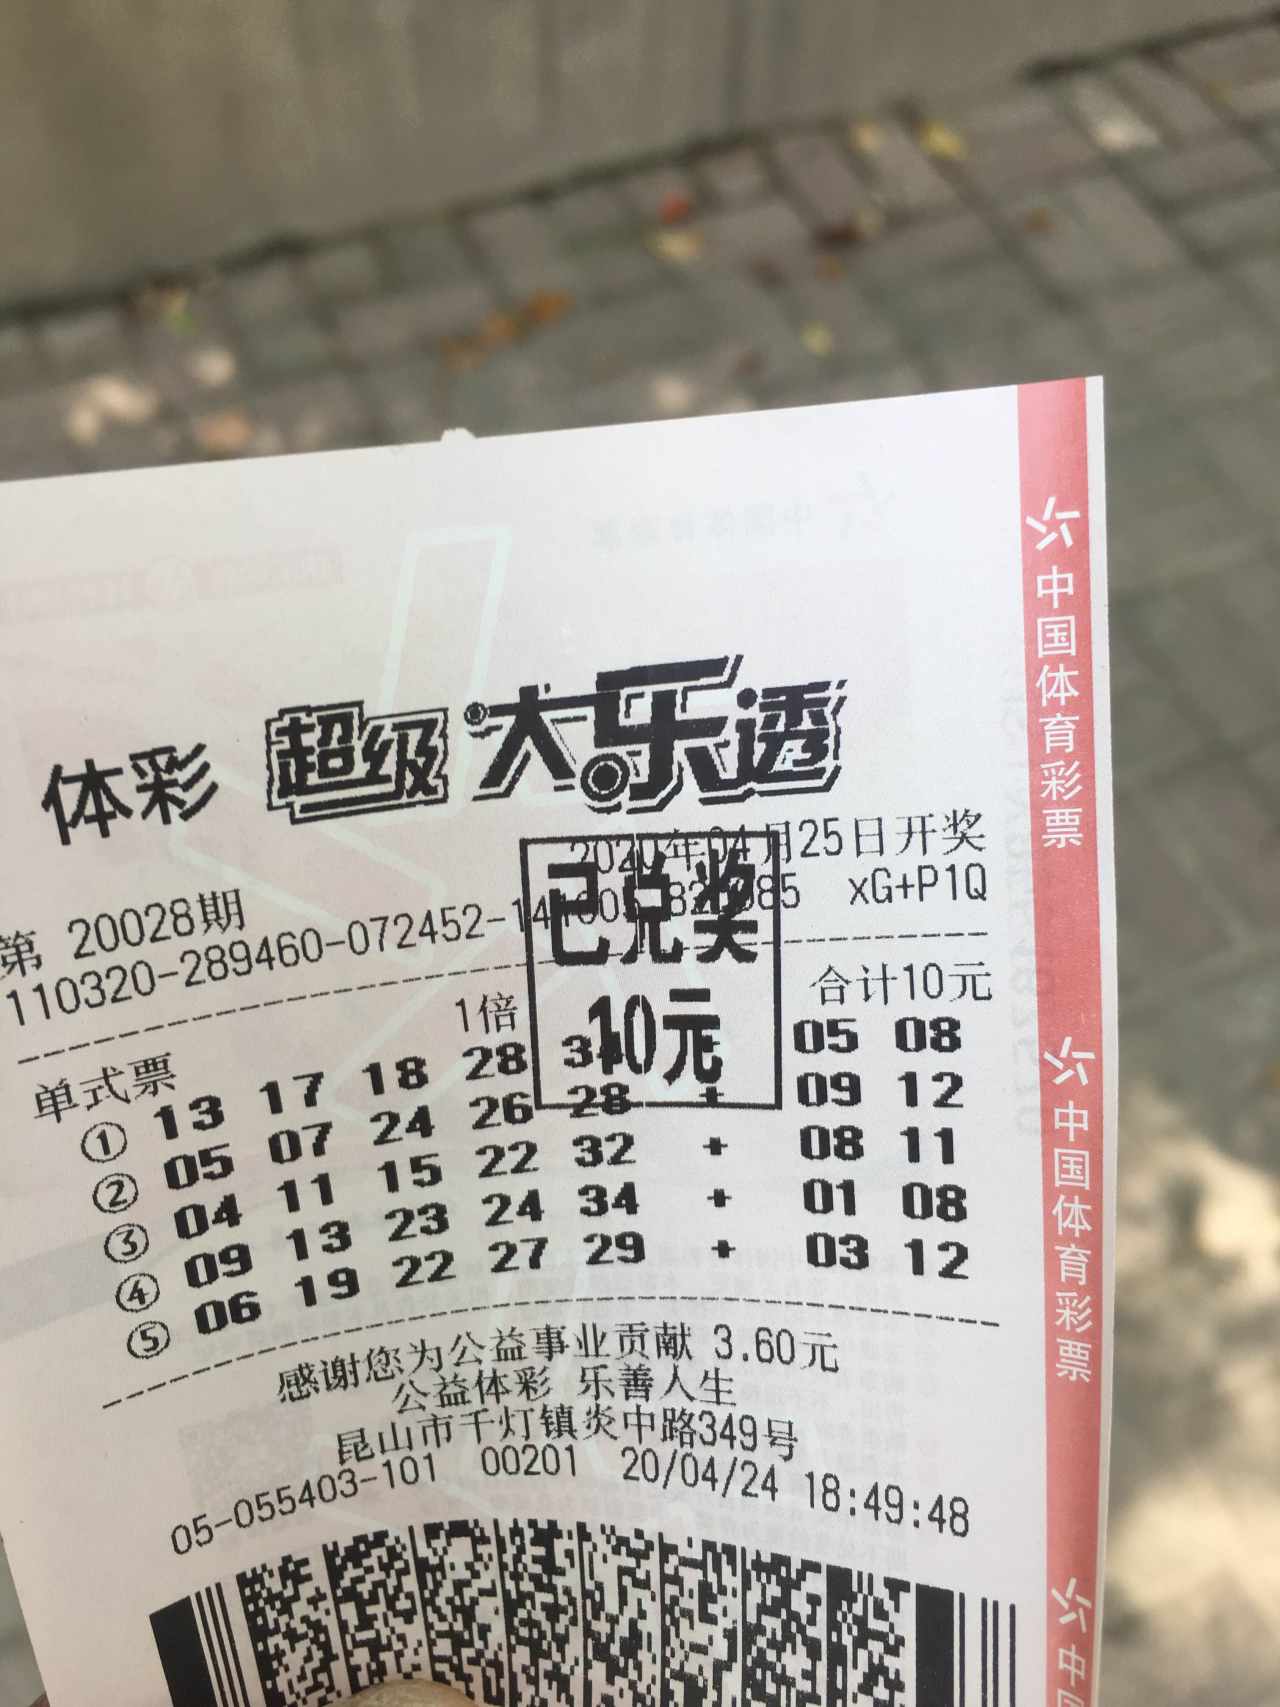 体彩 超级大乐透
2020年04月25日开奖
第 20028期
110320-289460-072452-14 085 xG+P1Q
已兑奖
10元
单式票 1倍 合计10元
① 13 17 18 28 + 05 08
② 05 07 24 26 28 + 09 12
③ 04 11 15 22 32 + 08 11
④ 09 13 23 24 34 + 01 08
⑤ 06 19 22 27 29 + 03 12
感谢您为公益事业贡献 3.60元
公益体彩 乐善人生
昆山市千灯镇炎中路349号
05-055403-101 00201 20/04/24 18:49:48
中国体育彩票
中国体育彩票
中